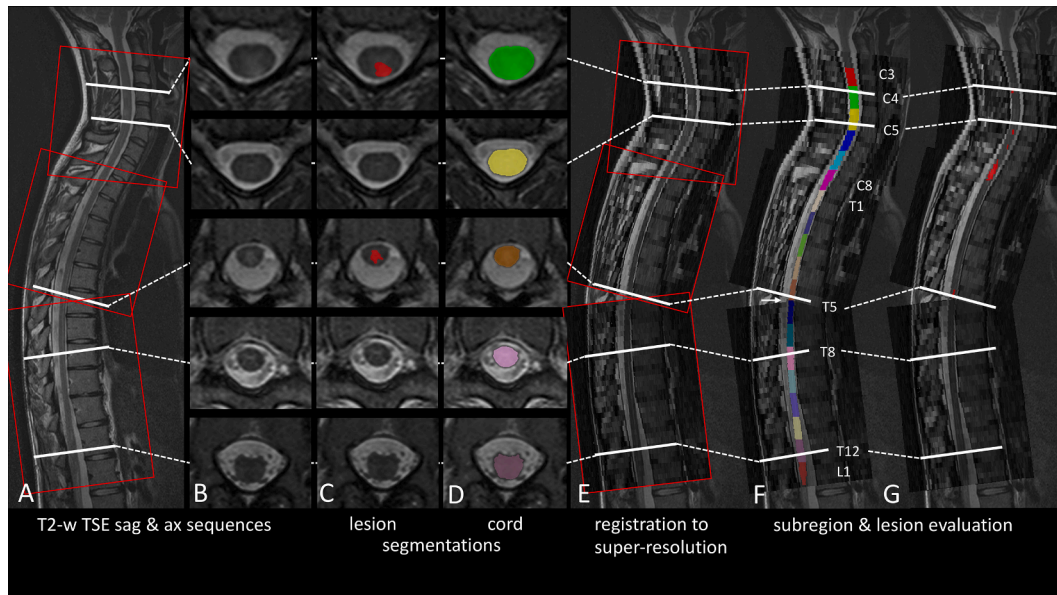 C3
C4
C5
C8
T1
T5
T8
T12
L1
A B C D E F G
T2-w TSE sag & ax sequences lesion cord registration to subregion & lesion evaluation
segmentations super-resolution